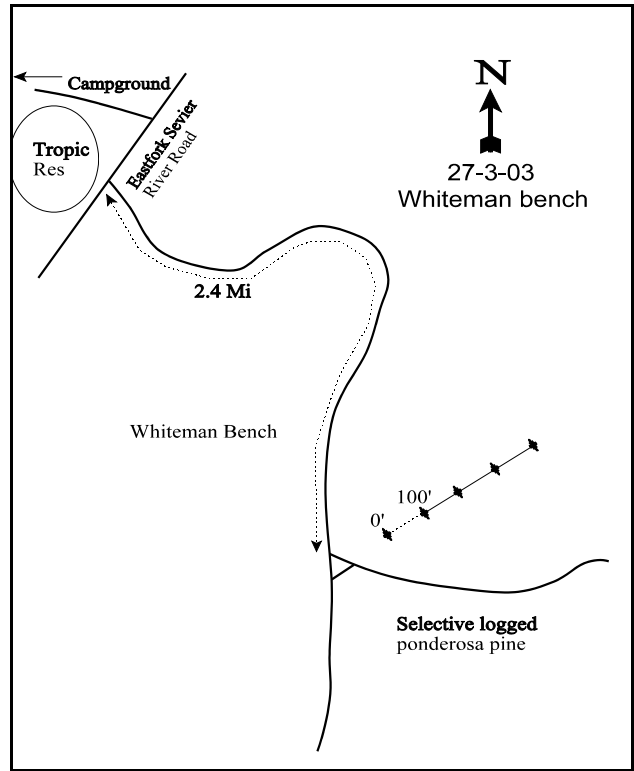 Campground
Eastfork Sevier
River Road
Tropic
Res
N
27-3-03
Whiteman bench
2.4 Mi
Whiteman Bench
100'
0'
Selective logged
ponderosa pine